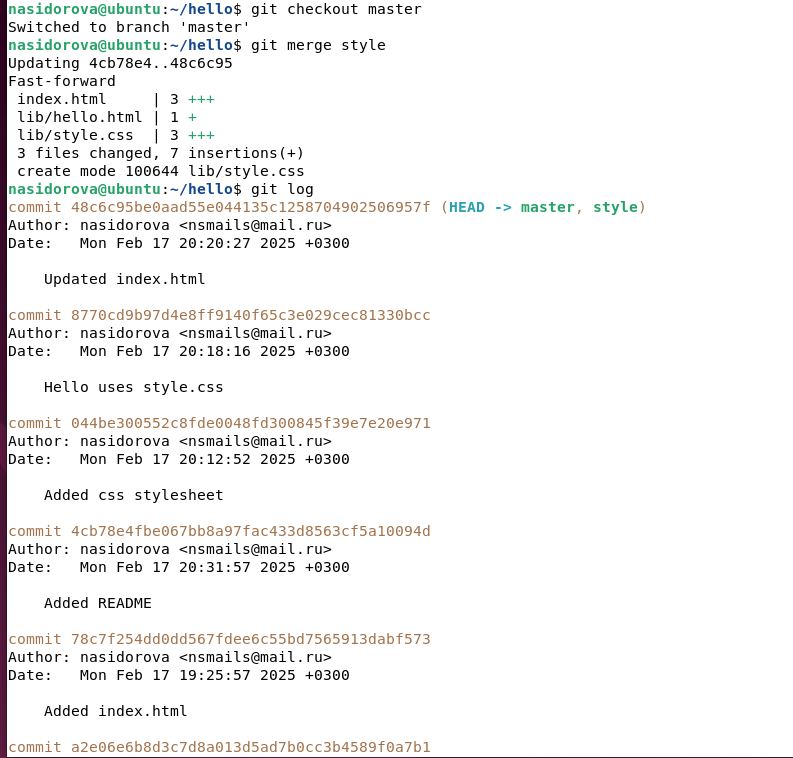 nasidorova@ubuntu:~/hello$ git checkout master
Switched to branch 'master'
nasidorova@ubuntu:~/hello$ git merge style
Updating 4cb78e4..48c6c95
Fast-forward
 index.html     | 3 +++
 lib/hello.html | 1 +
 lib/style.css  | 3 +++
 3 files changed, 7 insertions(+)
 create mode 100644 lib/style.css
nasidorova@ubuntu:~/hello$ git log
commit 48c6c95be0aad55e044135c1258704902506957f (HEAD -> master, style)
Author: nasidorova <nsmails@mail.ru>
Date:   Mon Feb 17 20:20:27 2025 +0300

    Updated index.html

commit 8770cd9b97d4e8ff9140f65c3e029cec81330bcc
Author: nasidorova <nsmails@mail.ru>
Date:   Mon Feb 17 20:18:16 2025 +0300

    Hello uses style.css

commit 044be300552c8fde0048fd300845f39e7e20e971
Author: nasidorova <nsmails@mail.ru>
Date:   Mon Feb 17 20:12:52 2025 +0300

    Added css stylesheet

commit 4cb78e4fbe067bb8a97fac433d8563cf5a10094d
Author: nasidorova <nsmails@mail.ru>
Date:   Mon Feb 17 20:31:57 2025 +0300

    Added README

commit 78c7f254dd0dd567fdee6c55bd7565913dabf573
Author: nasidorova <nsmails@mail.ru>
Date:   Mon Feb 17 19:25:57 2025 +0300

    Added index.html

commit a2e06e6b8d3c7d8a013d5ad7b0cc3b4589f0a7b1